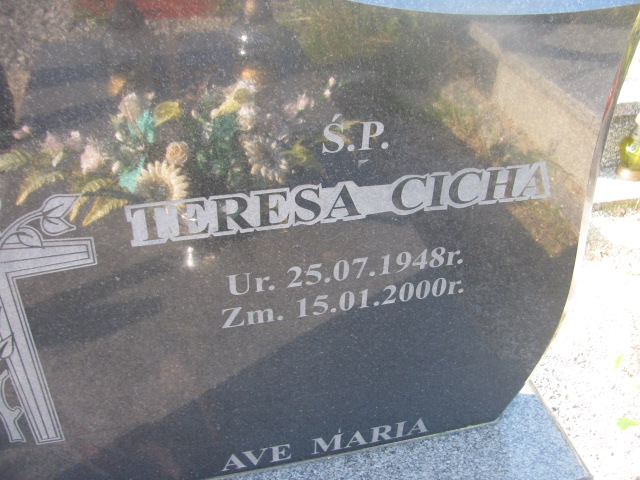 Ś.P.
TERESA CICHA
Ur. 25.07.1948r.
Zm. 15.01.2000r.
AVE MARIA